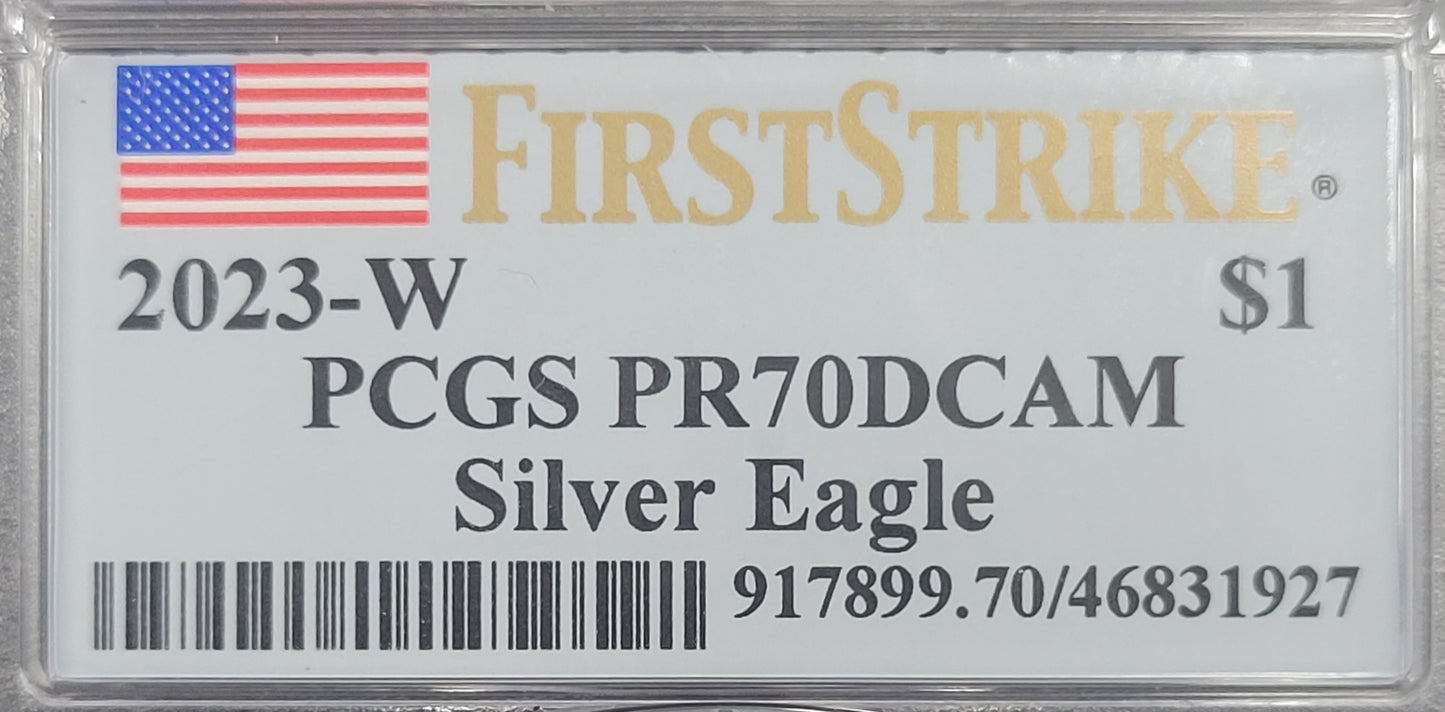 FIRSTSTRIKE®
2023-W $1
PCGS PR70DCAM
Silver Eagle
917899.70/46831927